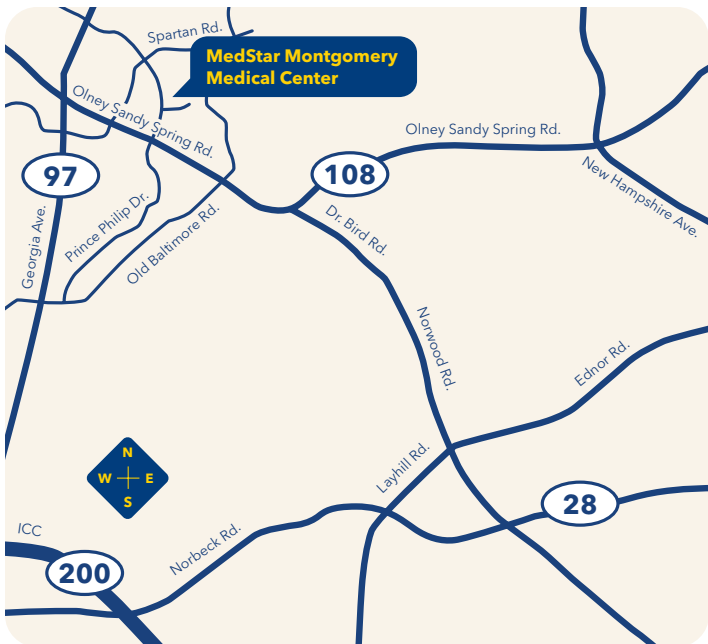 Spartan Rd.
MedStar Montgomery
Medical Center
Olney Sandy Spring Rd.
Olney Sandy Spring Rd.
97
108
New Hampshire Ave.
Prince Philip Dr.
Old Baltimore Rd.
Dr. Bird Rd.
Georgia Ave.
Norwood Rd.
Ednor Rd.
N
W E
S
Layhill Rd.
28
ICC
200
Norbeck Rd.